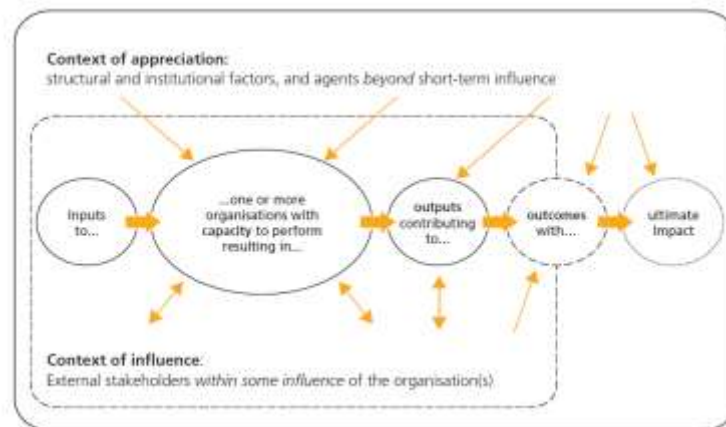 Context of appreciation:
structural and institutional factors, and agents beyond short-term influence
Inputs
to...
...one or more
organisations with
capacity to perform
resulting in...
outputs
contributing
to...
outcomes
with...
ultimate
impact
Context of influence:
External stakeholders within some influence of the organisation(s)